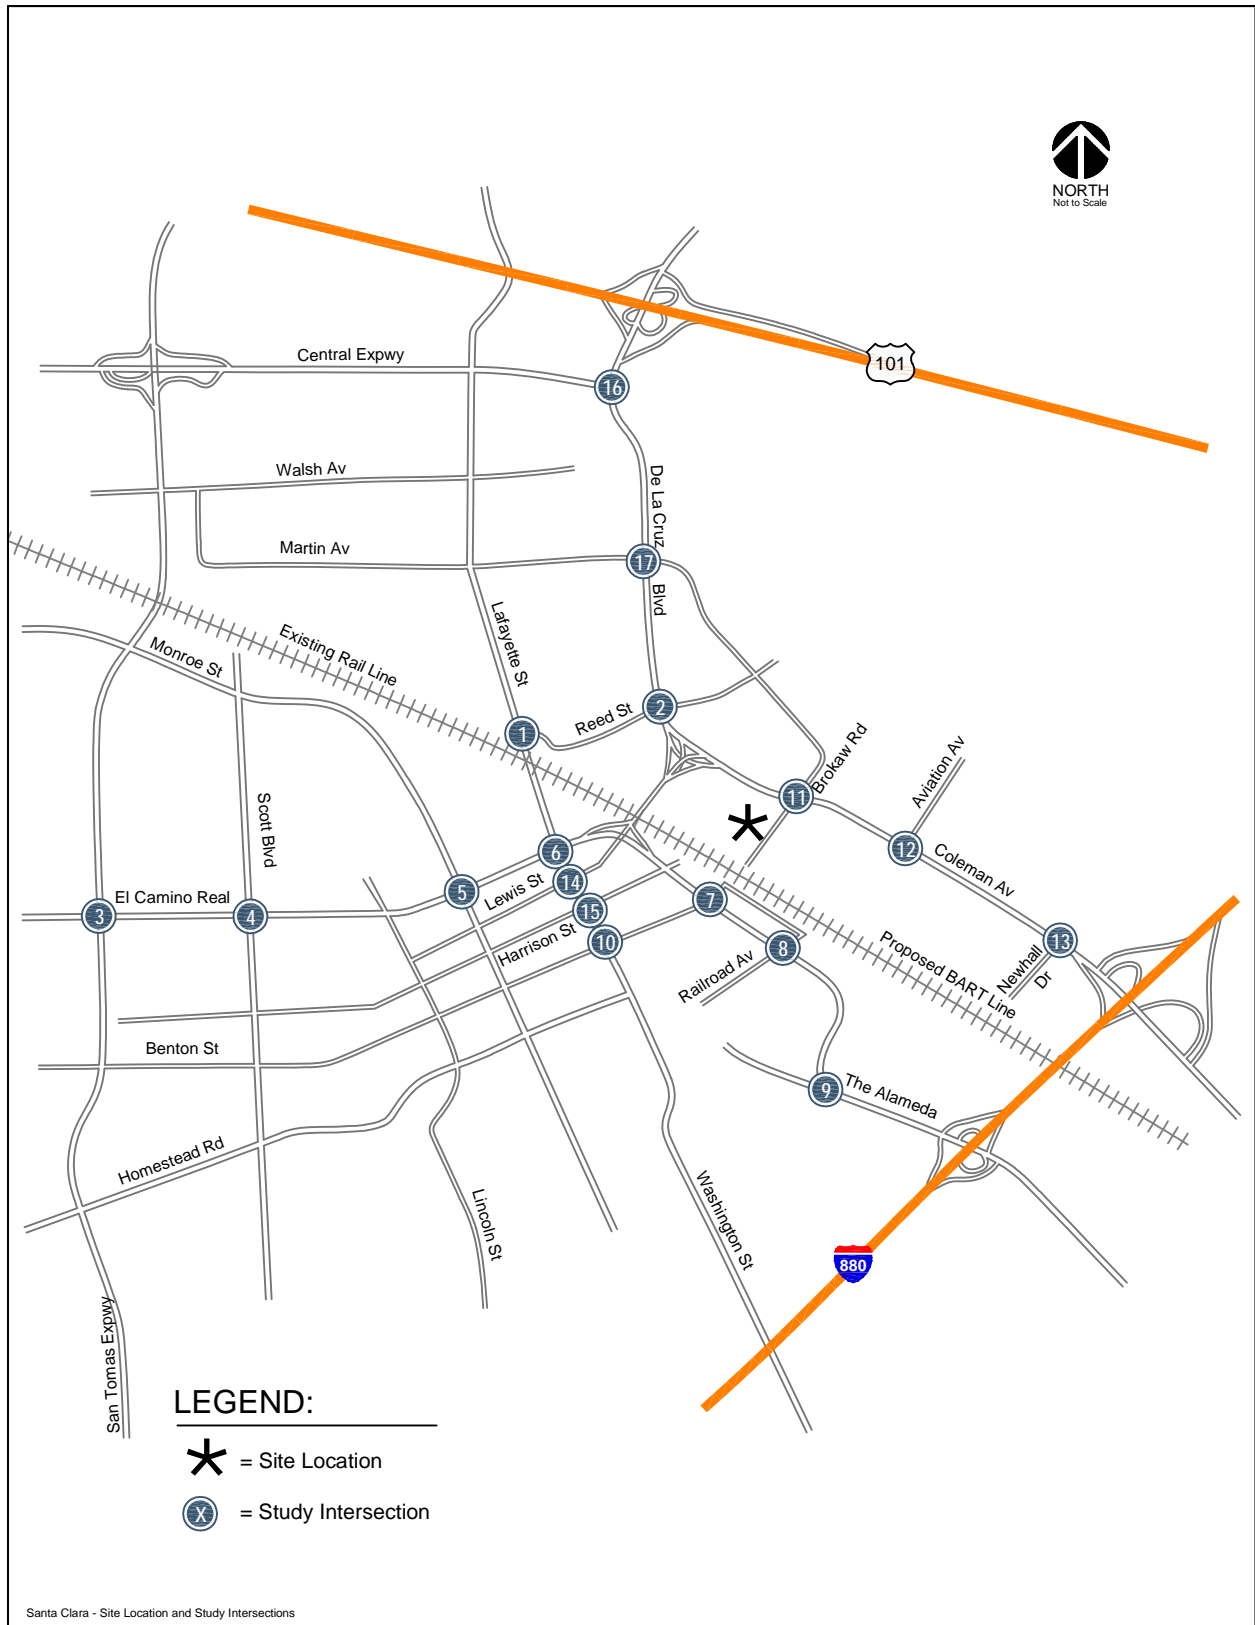 NORTH
Not to Scale
101
Central Expwy
16
Walsh Av
De La Cruz
Blvd
Martin Av
17
Lafayette St
Existing Rail Line
Monroe St
Reed St
2
1
Brokaw Rd
Aviation Av
11
12
Coleman Av
Scott Blvd
6
Lewis St
14
5
El Camino Real
3
4
15
7
Harrison St
10
8
Railroad Av
Proposed BART Line
Newhall
Dr
13
Benton St
9
The Alameda
Homestead Rd
Lincoln St
Washington St
880
San Tomas Expwy
LEGEND:
= Site Location
X
= Study Intersection
Santa Clara - Site Location and Study Intersections